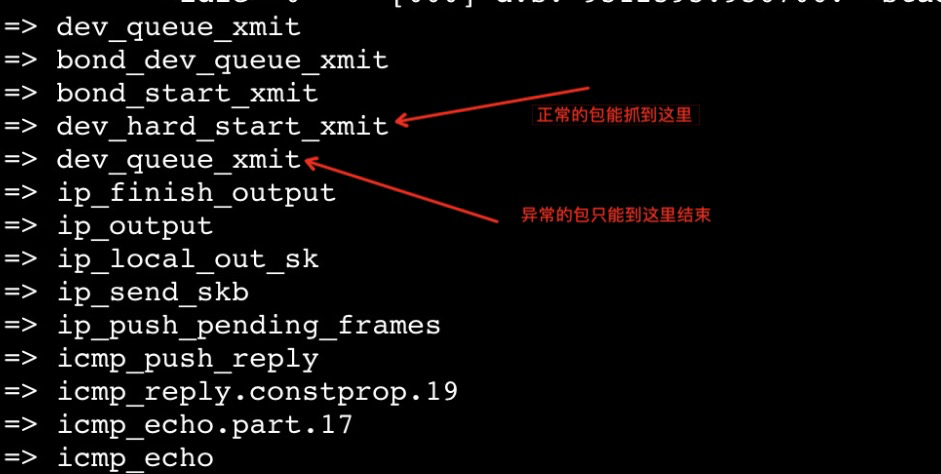 => dev_queue_xmit
=> bond_dev_queue_xmit
=> bond_start_xmit
=> dev_hard_start_xmit
正常的包能抓到这里
=> dev_queue_xmit
=> ip_finish_output
异常的包只能到这里结束
=> ip_output
=> ip_local_out_sk
=> ip_send_skb
=> ip_push_pending_frames
=> icmp_push_reply
=> icmp_reply.constprop.19
=> icmp_echo.part.17
=> icmp_echo